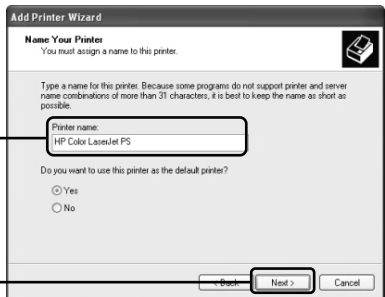 Add Printer Wizard
Name Your Printer
You must assign a name to this printer.
Type a name for this printer. Because some programs do not support printer and server
name combinations of more than 31 characters, it is best to keep the name as short as
possible.
Printer name:
HP Color LaserJet PS
Do you want to use this printer as the default printer?
Yes
No
< Back Next > Cancel